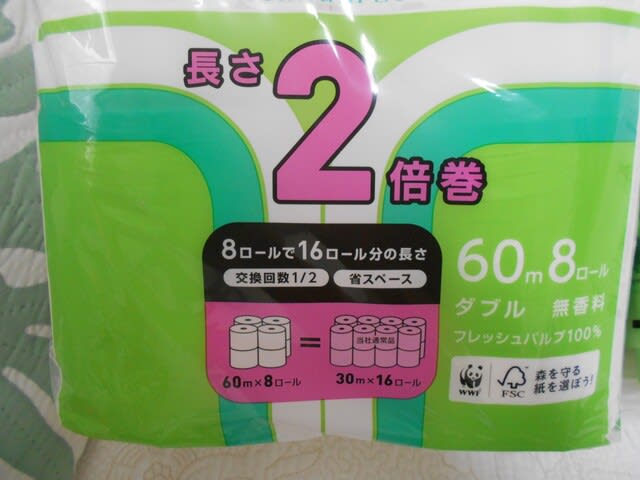 長さ
2
倍巻
8ロールで16ロール分の長さ
交換回数1/2 省スペース
当社通常品
=
60m×8ロール 30m×16ロール
60m8ロール
ダブル 無香料
フレッシュパルプ100%
WWF
FSC
森を守る
紙を選ぼう!